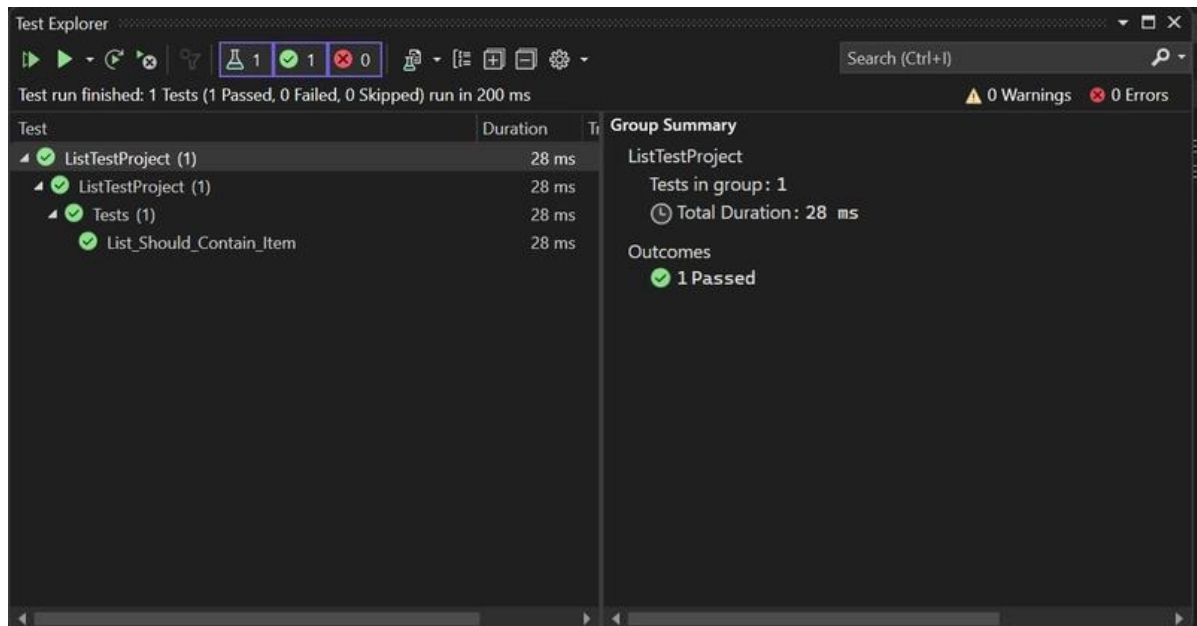 Test Explorer
1 1 0
Search (Ctrl+I)
Test run finished: 1 Tests (1 Passed, 0 Failed, 0 Skipped) run in 200 ms
0 Warnings 0 Errors
Test Duration
ListTestProject (1) 28 ms
ListTestProject (1) 28 ms
Tests (1) 28 ms
List_Should_Contain_Item 28 ms
Group Summary
ListTestProject
Tests in group: 1
Total Duration: 28 ms
Outcomes
1 Passed